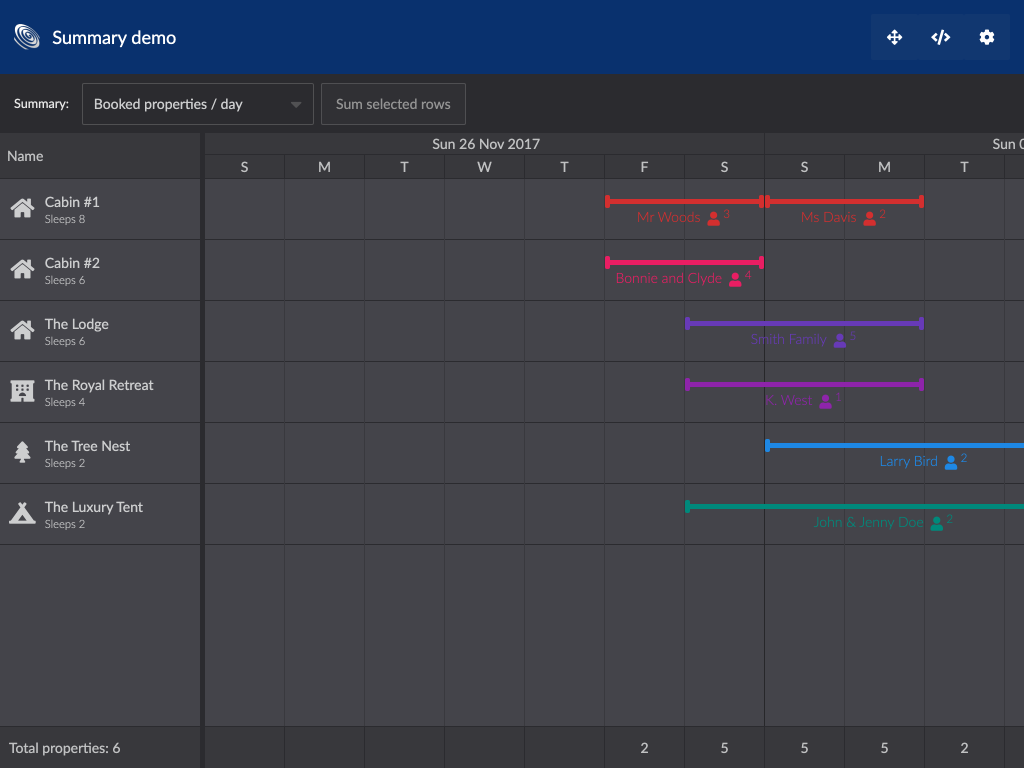 Summary demo
Summary:
Booked properties / day
Sum selected rows
Name
Sun 26 Nov 2017
Sun
S M T W T F S S M T
Cabin #1
Sleeps 8
Mr Woods 3
Ms Davis 2
Cabin #2
Sleeps 6
Bonnie and Clyde 4
The Lodge
Sleeps 6
Smith Family 5
The Royal Retreat
Sleeps 4
K. West
The Tree Nest
Sleeps 2
Larry Bird 2
The Luxury Tent
Sleeps 2
John & Jenny Doe 2
Total properties: 6
2 5 5 5 2